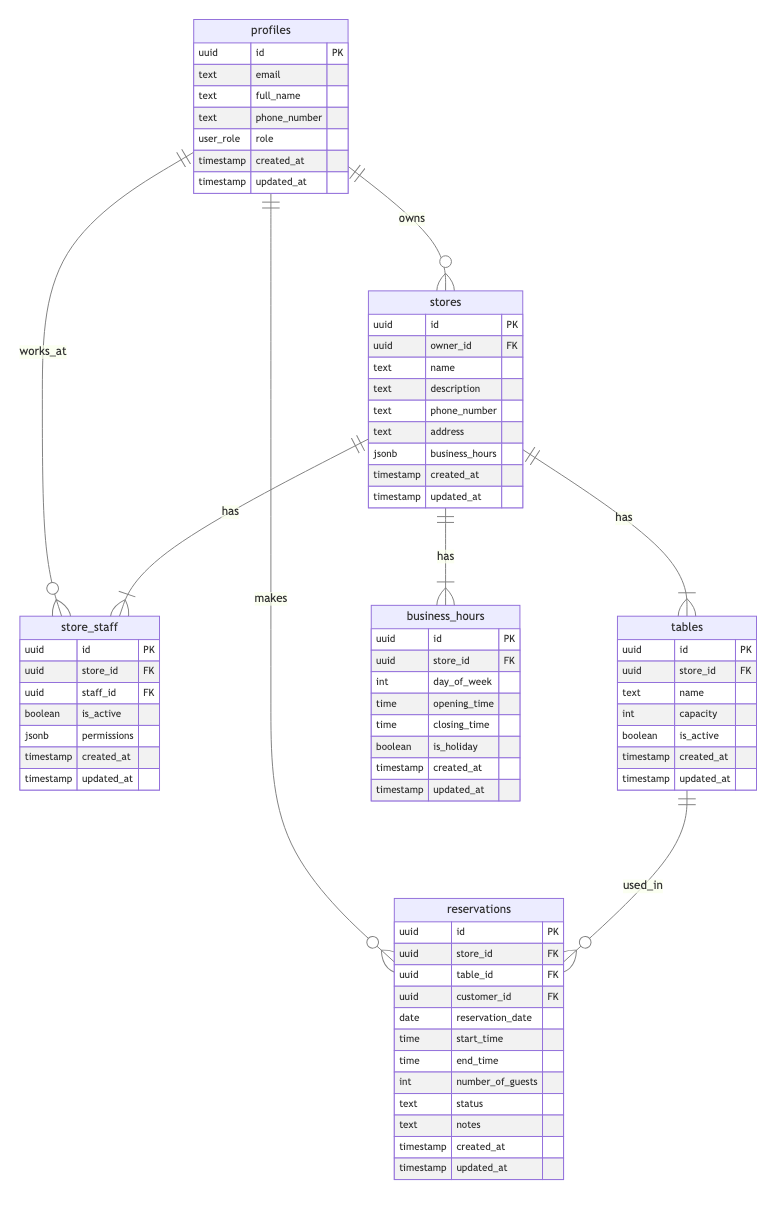 profiles
uuid id PK
text email
text full_name
text phone_number
user_role role
timestamp created_at
timestamp updated_at
owns
stores
uuid id PK
uuid owner_id FK
text name
text description
text phone_number
text address
jsonb business_hours
timestamp created_at
timestamp updated_at
works_at
has
has
has
makes
store_staff
uuid id PK
uuid store_id FK
uuid staff_id FK
boolean is_active
jsonb permissions
timestamp created_at
timestamp updated_at
business_hours
uuid id PK
uuid store_id FK
int day_of_week
time opening_time
time closing_time
boolean is_holiday
timestamp created_at
timestamp updated_at
tables
uuid id PK
uuid store_id FK
text name
int capacity
boolean is_active
timestamp created_at
timestamp updated_at
used_in
reservations
uuid id PK
uuid store_id FK
uuid table_id FK
uuid customer_id FK
date reservation_date
time start_time
time end_time
int number_of_guests
text status
text notes
timestamp created_at
timestamp updated_at